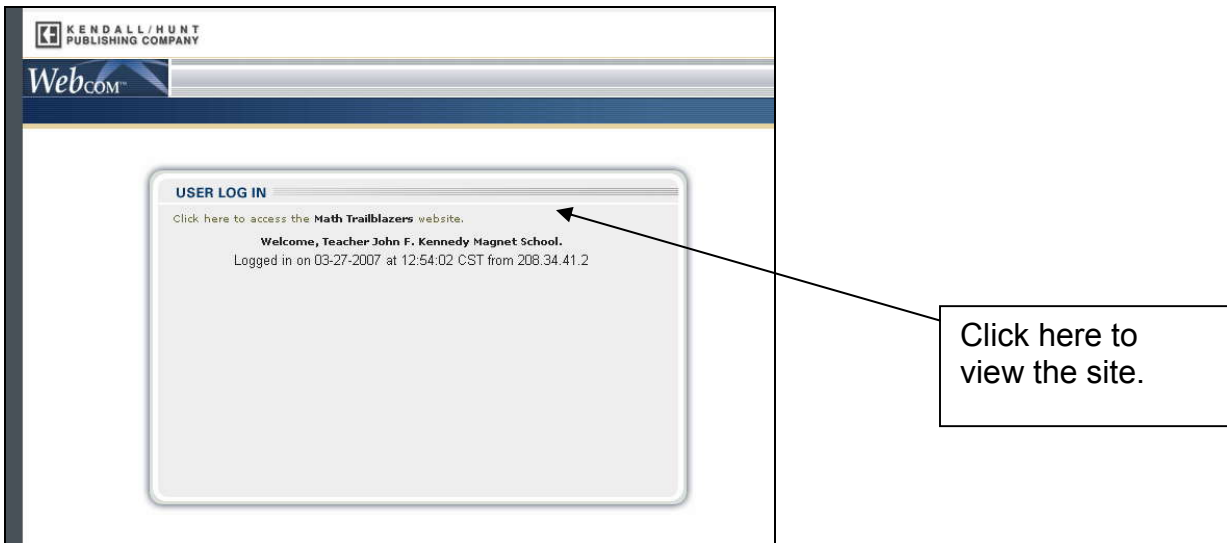 KENDALL/HUNT
PUBLISHING COMPANY
Webcom™
USER LOG IN
Click here to access the Math Trailblazers website.
Welcome, Teacher John F. Kennedy Magnet School.
Logged in on 03-27-2007 at 12:54:02 CST from 208.34.41.2
Click here to
view the site.